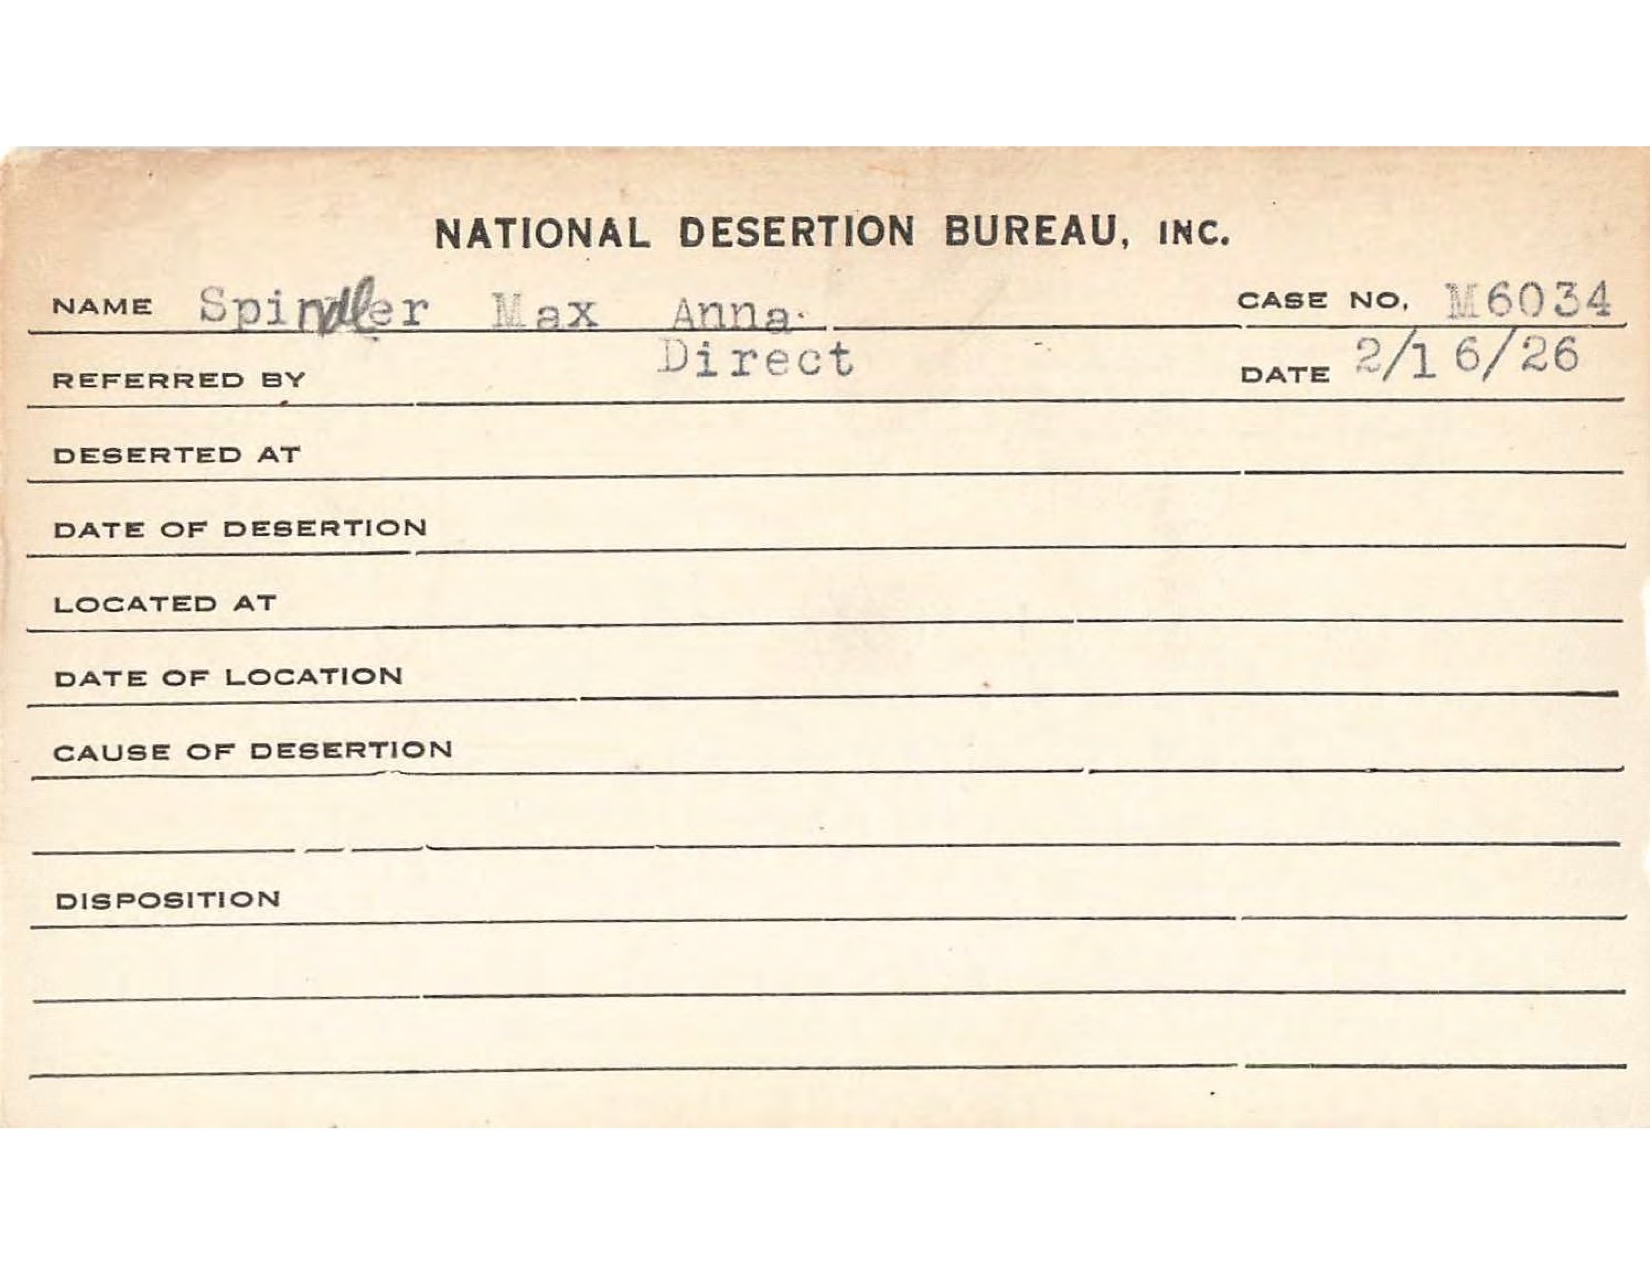 NATIONAL DESERTION BUREAU, INC.
NAME Spindler Max Anna. CASE NO. M6034
REFERRED BY Direct DATE 2/16/26
DESERTED AT
DATE OF DESERTION
LOCATED AT
DATE OF LOCATION
CAUSE OF DESERTION
DISPOSITION